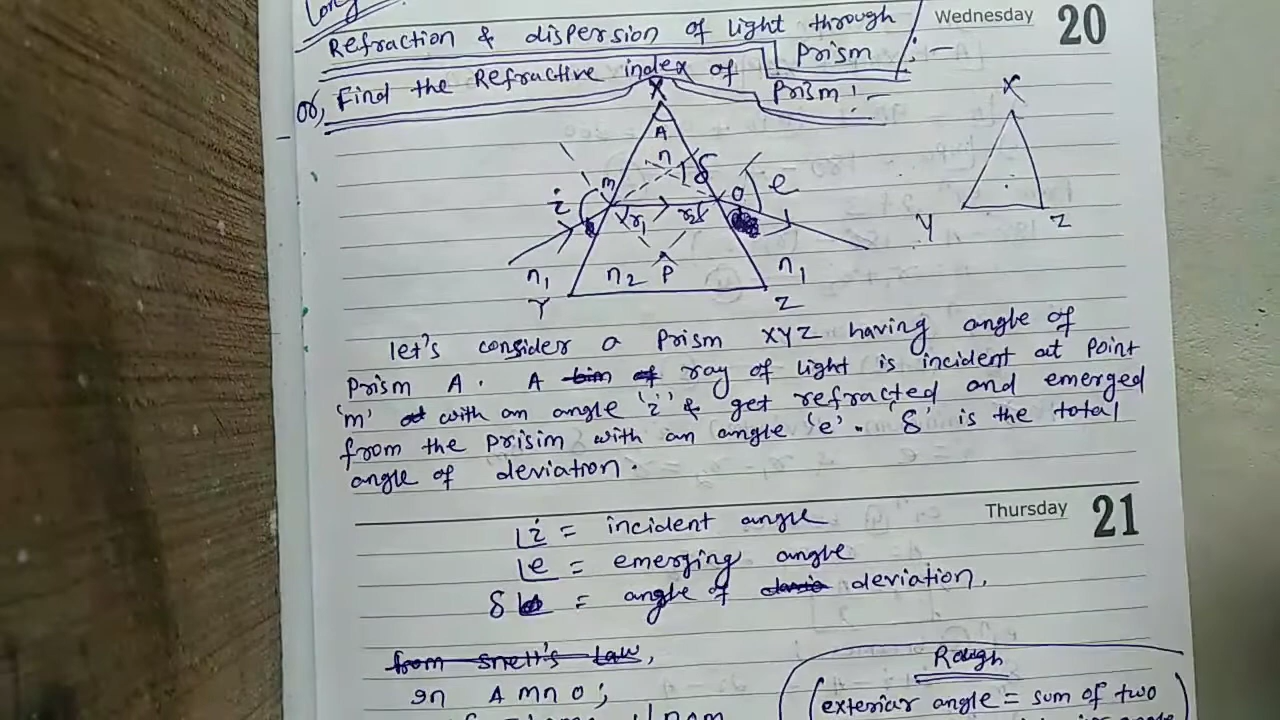 Long
Wednesday 20
Refraction & dispersion of light through Prism :-
Or, Find the Refractive index of Prism :-
X
A
n
δ
m
O
i
e
r1
r2
n1
n2
P
n1
Y
Z
X
Y
Z
let's consider a Prism XYZ having angle of
Prism A. A ray of light is incident at Point
'm' with an angle 'i' & get refracted and emerged
from the prisim with an angle 'e'. 'δ' is the total
angle of deviation.
Thursday 21
∠i = incident angle
∠e = emerging angle
δ = angle of deviation.
from snell's law,
In Δ mno ;
Rough
(exterior angle = sum of two